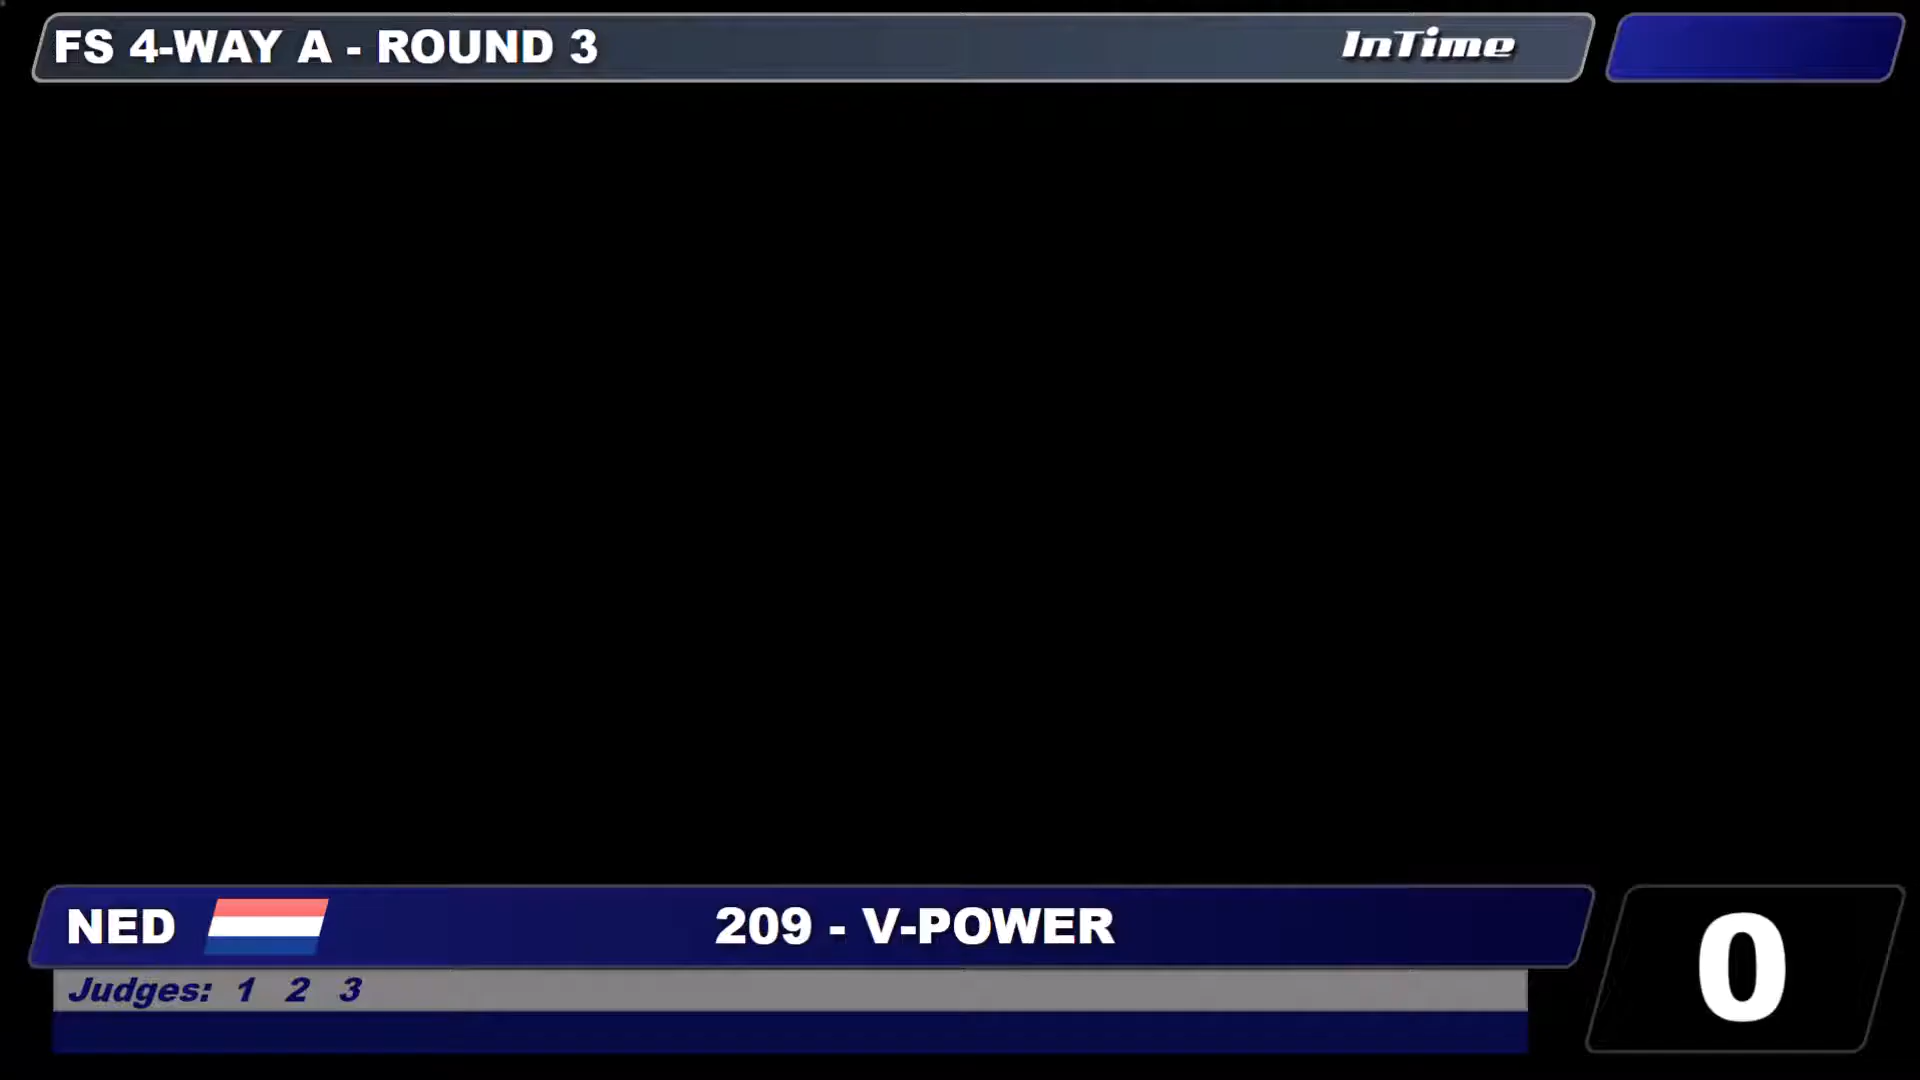 FS 4-WAY A - ROUND 3
InTime
NED
209 - V-POWER
0
Judges: 1 2 3